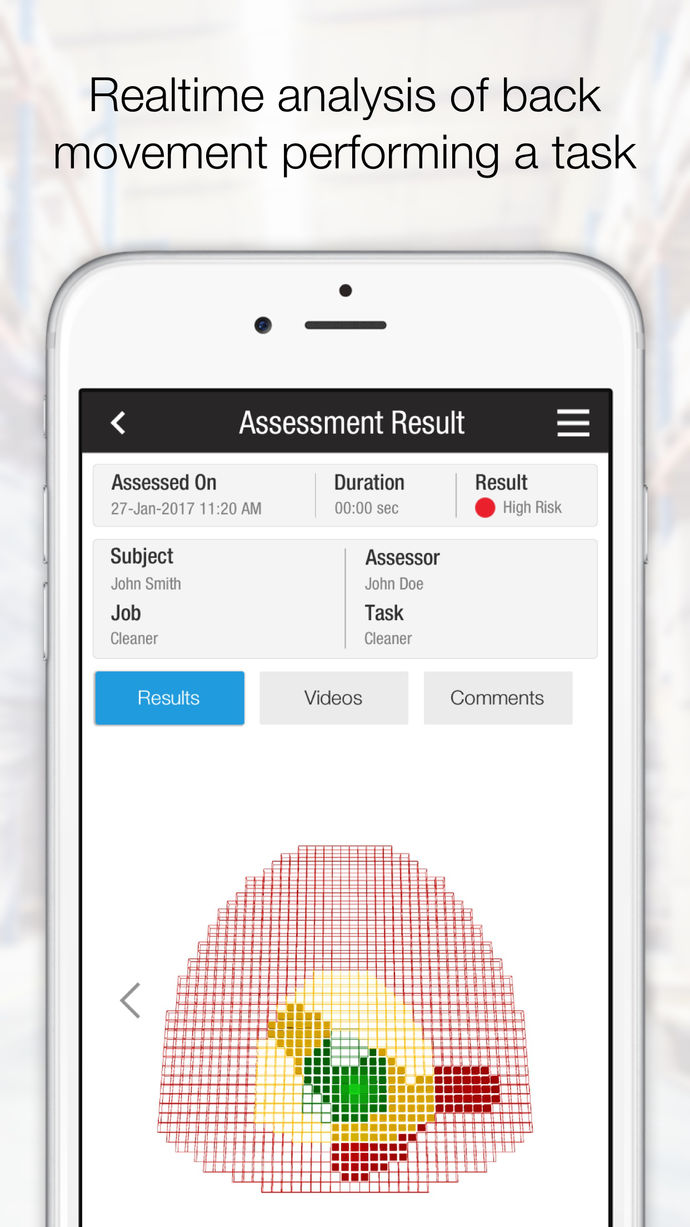 Realtime analysis of back
movement performing a task
Assessment Result
Assessed On
Duration
Result
27-Jan-2017 11:20 AM
00:00 sec
High Risk
Subject
Assessor
John Smith
John Doe
Job
Task
Cleaner
Cleaner
Results
Videos
Comments